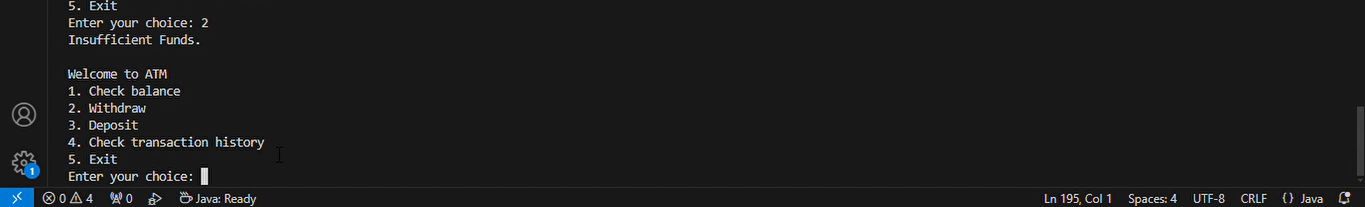 5. Exit
Enter your choice: 2
Insufficient Funds.
Welcome to ATM
1. Check balance
2. Withdraw
3. Deposit
4. Check transaction history
5. Exit
Enter your choice:
1
0 4 0 Java: Ready Ln 195, Col 1 Spaces: 4 UTF-8 CRLF {} Java